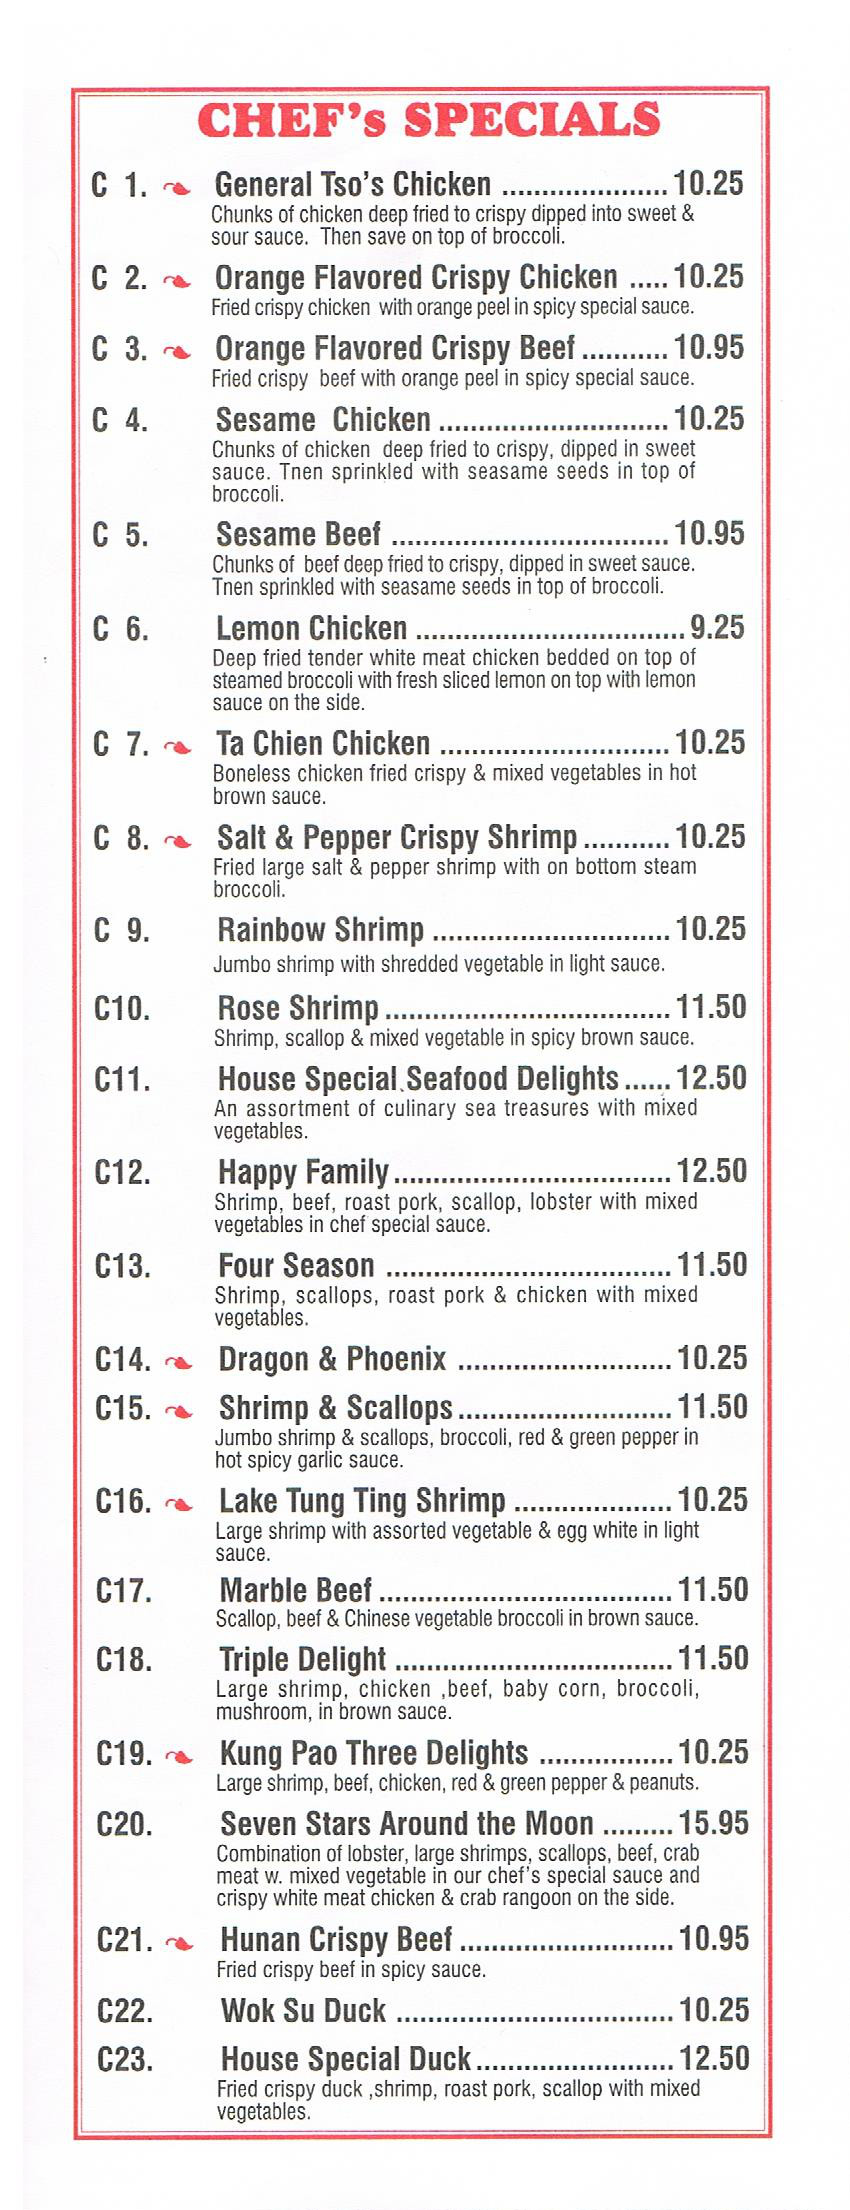 CHEF's SPECIALS
C 1. General Tso's Chicken ..................... 10.25
Chunks of chicken deep fried to crispy dipped into sweet &
sour sauce. Then save on top of broccoli.
C 2. Orange Flavored Crispy Chicken ..... 10.25
Fried crispy chicken with orange peel in spicy special sauce.
C 3. Orange Flavored Crispy Beef ........... 10.95
Fried crispy beef with orange peel in spicy special sauce.
C 4. Sesame Chicken ............................. 10.25
Chunks of chicken deep fried to crispy, dipped in sweet
sauce. Tnen sprinkled with seasame seeds in top of
broccoli.
C 5. Sesame Beef ................................... 10.95
Chunks of beef deep fried to crispy, dipped in sweet sauce.
Tnen sprinkled with seasame seeds in top of broccoli.
C 6. Lemon Chicken .................................. 9.25
Deep fried tender white meat chicken bedded on top of
steamed broccoli with fresh sliced lemon on top with lemon
sauce on the side.
C 7. Ta Chien Chicken ............................. 10.25
Boneless chicken fried crispy & mixed vegetables in hot
brown sauce.
C 8. Salt & Pepper Crispy Shrimp ........... 10.25
Fried large salt & pepper shrimp with on bottom steam
broccoli.
C 9. Rainbow Shrimp .............................. 10.25
Jumbo shrimp with shredded vegetable in light sauce.
C10. Rose Shrimp .................................... 11.50
Shrimp, scallop & mixed vegetable in spicy brown sauce.
C11. House Special Seafood Delights ...... 12.50
An assortment of culinary sea treasures with mixed
vegetables.
C12. Happy Family ................................... 12.50
Shrimp, beef, roast pork, scallop, lobster with mixed
vegetables in chef special sauce.
C13. Four Season .................................... 11.50
Shrimp, scallops, roast pork & chicken with mixed
vegetables.
C14. Dragon & Phoenix ........................... 10.25
C15. Shrimp & Scallops ........................... 11.50
Jumbo shrimp & scallops, broccoli, red & green pepper in
hot spicy garlic sauce.
C16. Lake Tung Ting Shrimp .................... 10.25
Large shrimp with assorted vegetable & egg white in light
sauce.
C17. Marble Beef ..................................... 11.50
Scallop, beef & Chinese vegetable broccoli in brown sauce.
C18. Triple Delight ................................... 11.50
Large shrimp, chicken ,beef, baby corn, broccoli,
mushroom, in brown sauce.
C19. Kung Pao Three Delights ................. 10.25
Large shrimp, beef, chicken, red & green pepper & peanuts.
C20. Seven Stars Around the Moon ......... 15.95
Combination of lobster, large shrimps, scallops, beef, crab
meat w. mixed vegetable in our chef's special sauce and
crispy white meat chicken & crab rangoon on the side.
C21. Hunan Crispy Beef ........................... 10.95
Fried crispy beef in spicy sauce.
C22. Wok Su Duck ................................... 10.25
C23. House Special Duck ......................... 12.50
Fried crispy duck ,shrimp, roast pork, scallop with mixed
vegetables.